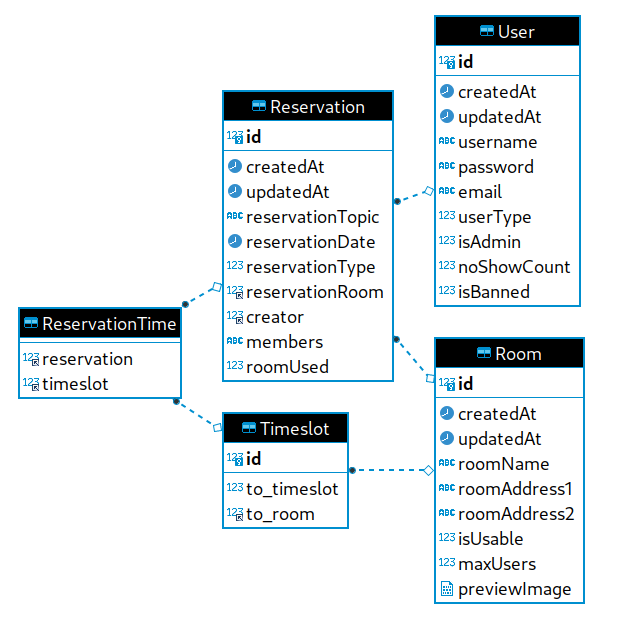 User
id
createdAt
updatedAt
ABC username
ABC password
ABC email
123 userType
123 isAdmin
123 noShowCount
123 isBanned
Reservation
123 id
createdAt
updatedAt
ABC reservationTopic
reservationDate
123 reservationType
123 reservationRoom
123 creator
ABC members
123 roomUsed
ReservationTime
123 reservation
123 timeslot
Room
123 id
createdAt
updatedAt
ABC roomName
ABC roomAddress1
ABC roomAddress2
123 isUsable
123 maxUsers
previewImage
Timeslot
123 id
123 to_timeslot
123 to_room